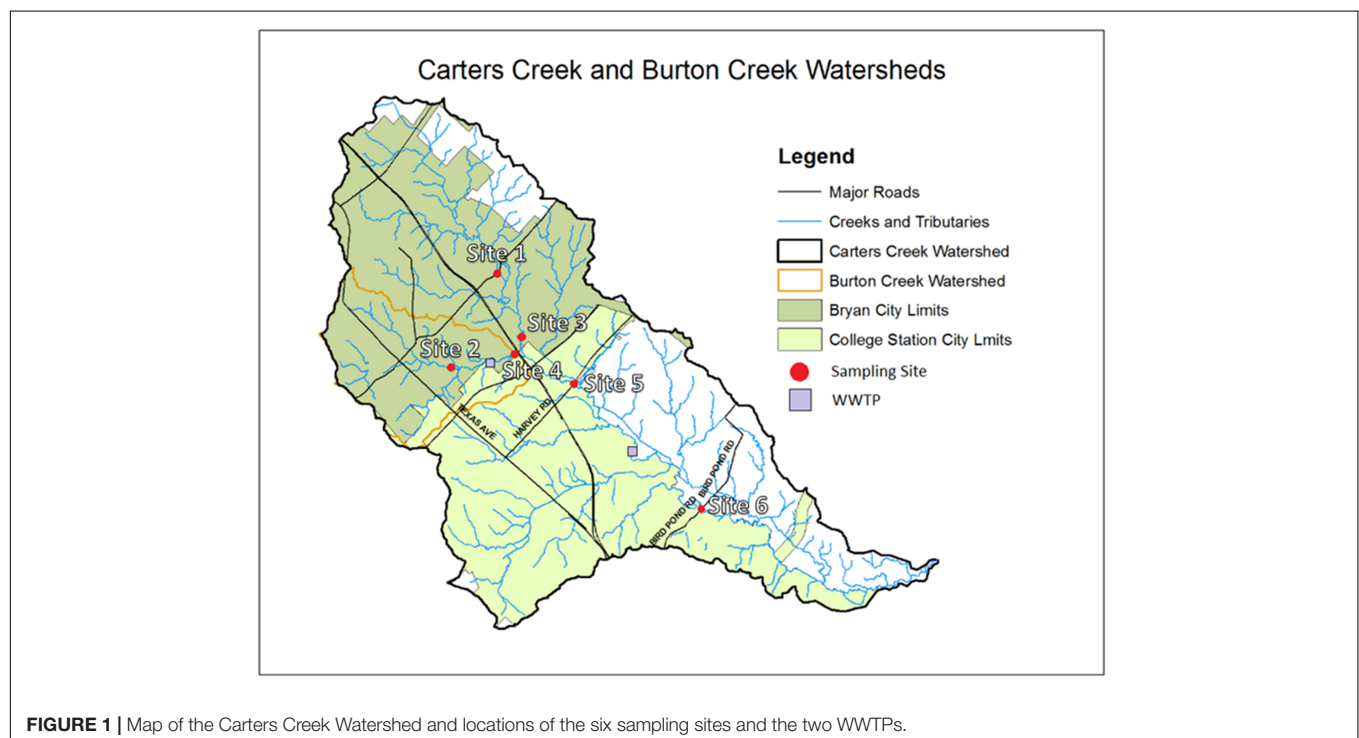 Carters Creek and Burton Creek Watersheds
Legend
Major Roads
Creeks and Tributaries
Carters Creek Watershed
Burton Creek Watershed
Bryan City Limits
College Station City Lmits
Sampling Site
WWTP
Site 1
Site 3
Site 2
Site 4
Site 5
TEXAS AVE
HARVEY RD
BIRD POND RD
BIRD POND RD
Site 6
FIGURE 1 | Map of the Carters Creek Watershed and locations of the six sampling sites and the two WWTPs.